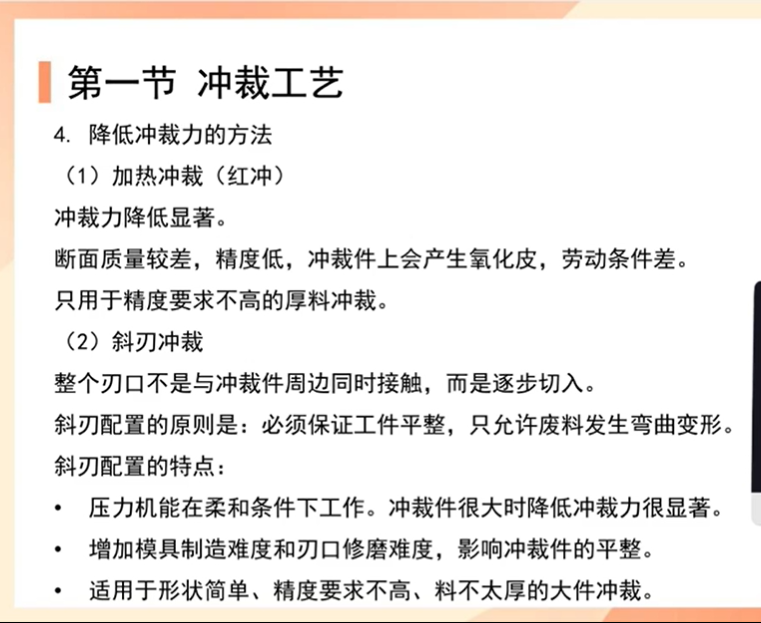 第一节 冲裁工艺
4. 降低冲裁力的方法
（1）加热冲裁（红冲）
冲裁力降低显著。
断面质量较差，精度低，冲裁件上会产生氧化皮，劳动条件差。
只用于精度要求不高的厚料冲裁。
（2）斜刃冲裁
整个刃口不是与冲裁件周边同时接触，而是逐步切入。
斜刃配置的原则是：必须保证工件平整，只允许废料发生弯曲变形。
斜刃配置的特点：
• 压力机能在柔和条件下工作。冲裁件很大时降低冲裁力很显著。
• 增加模具制造难度和刃口修磨难度，影响冲裁件的平整。
• 适用于形状简单、精度要求不高、料不太厚的大件冲裁。